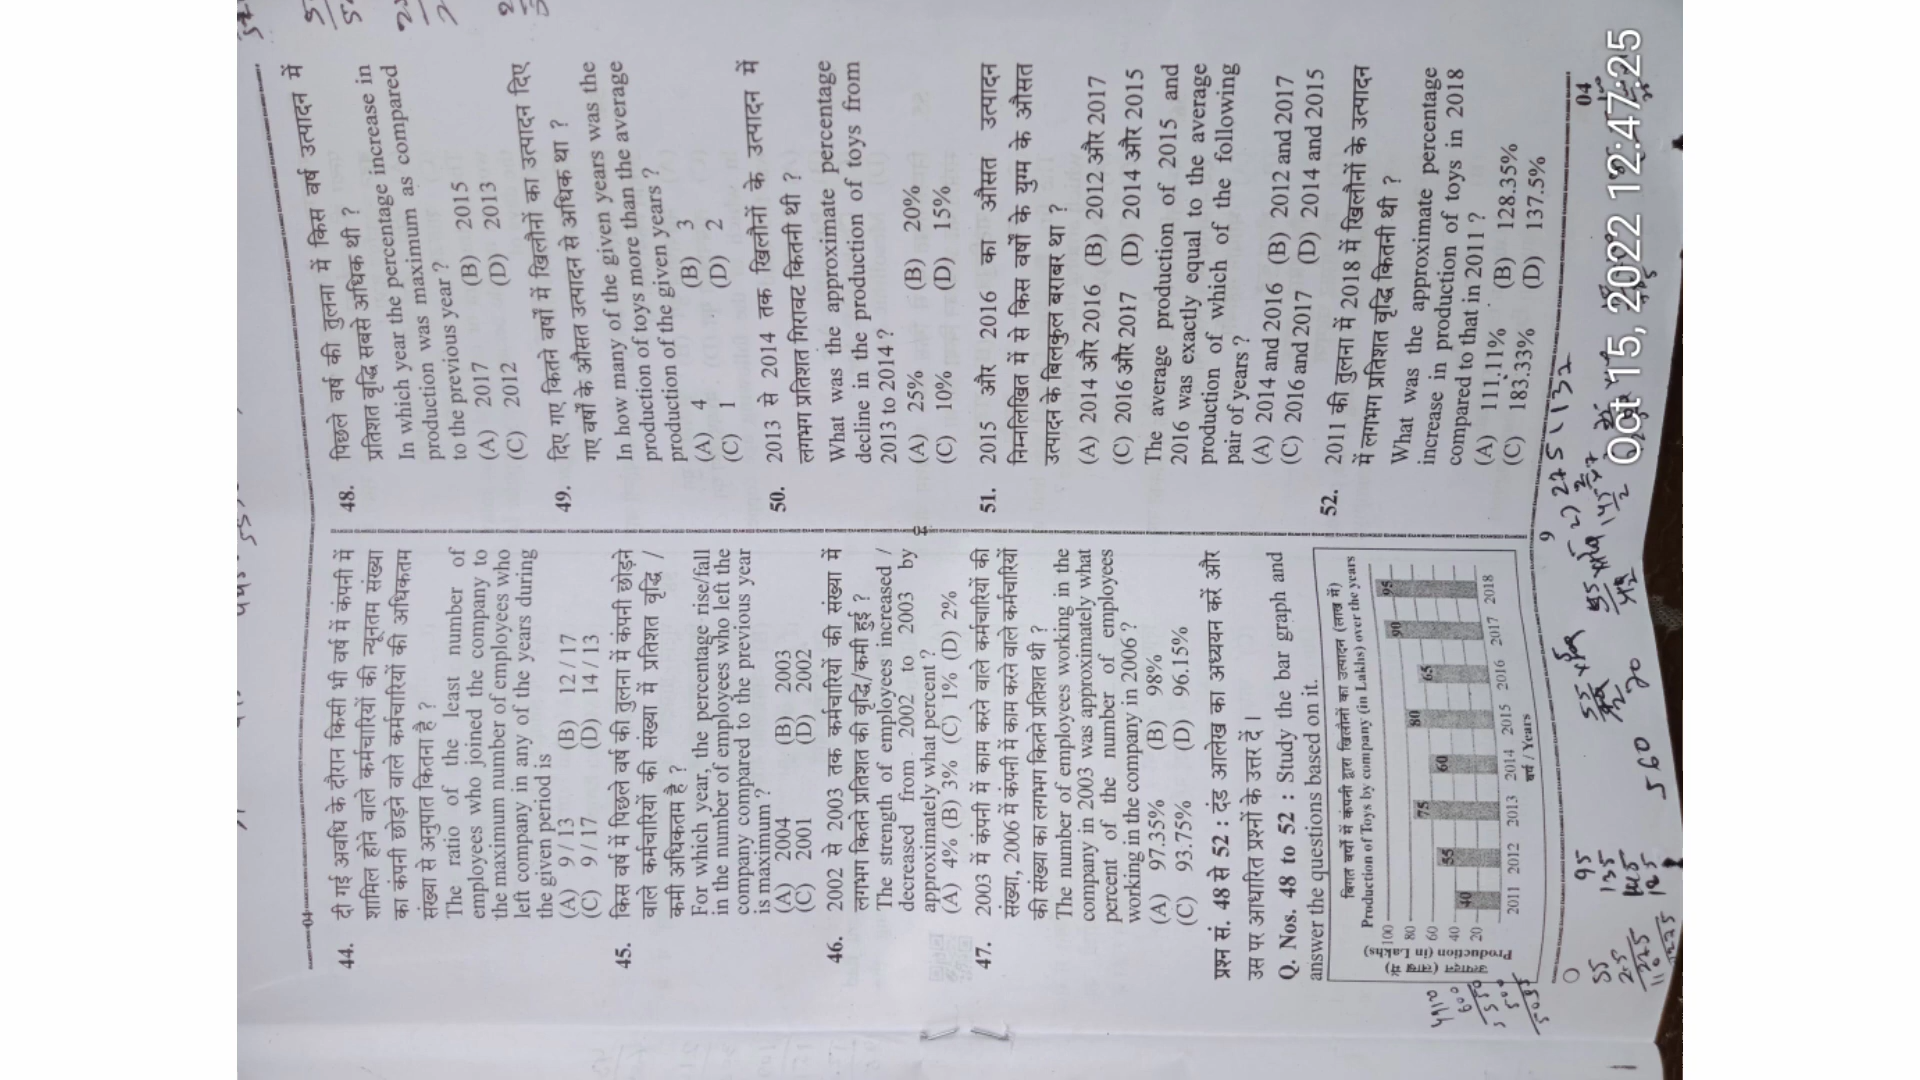 04
44. दी गई अवधि के दौरान किसी भी वर्ष में कंपनी में
शामिल होने वाले कर्मचारियों की न्यूनतम संख्या
का कंपनी छोड़ने वाले कर्मचारियों की अधिकतम
संख्या से अनुपात कितना है ?
The ratio of the least number of
employees who joined the company to
the maximum number of employees who
left company in any of the years during
the given period is
(A) 9 / 13 (B) 12 / 17
(C) 9 / 17 (D) 14 / 13
45. किस वर्ष में पिछले वर्ष की तुलना में कंपनी छोड़ने
वाले कर्मचारियों की संख्या में प्रतिशत वृद्धि /
कमी अधिकतम है ?
For which year, the percentage rise/fall
in the number of employees who left the
company compared to the previous year
is maximum ?
(A) 2004 (B) 2003
(C) 2001 (D) 2002
46. 2002 से 2003 तक कर्मचारियों की संख्या में
लगभग कितने प्रतिशत की वृद्धि/कमी हुई ?
The strength of employees increased /
decreased from 2002 to 2003 by
approximately what percent ?
(A) 4% (B) 3% (C) 1% (D) 2%
47. 2003 में कंपनी में काम करने वाले कर्मचारियों की
संख्या, 2006 में कंपनी में काम करने वाले कर्मचारियों
की संख्या का लगभग कितने प्रतिशत थी ?
The number of employees working in the
company in 2003 was approximately what
percent of the number of employees
working in the company in 2006 ?
(A) 97.35% (B) 98%
(C) 93.75% (D) 96.15%
प्रश्न सं. 48 से 52 : दंड आलेख का अध्ययन करें और
उस पर आधारित प्रश्नों के उत्तर दें ।
Q. Nos. 48 to 52 : Study the bar graph and
answer the questions based on it.
विगत वर्षों में कंपनी द्वारा खिलौनों का उत्पादन (लाख में)
Production of Toys by company (in Lakhs) over the years
उत्पादन (लाख में)
Production (in Lakhs)
100
80
60
40
20
40 55 75 60 80 65 90 95
2011 2012 2013 2014 2015 2016 2017 2018
वर्ष / Years
48. पिछले वर्ष की तुलना में किस वर्ष उत्पादन में
प्रतिशत वृद्धि सबसे अधिक थी ?
In which year the percentage increase in
production was maximum as compared
to the previous year ?
(A) 2017 (B) 2015
(C) 2012 (D) 2013
49. दिए गए कितने वर्षों में खिलौनों का उत्पादन दिए
गए वर्षों के औसत उत्पादन से अधिक था ?
In how many of the given years was the
production of toys more than the average
production of the given years ?
(A) 4 (B) 3
(C) 1 (D) 2
50. 2013 से 2014 तक खिलौनों के उत्पादन में
लगभग प्रतिशत गिरावट कितनी थी ?
What was the approximate percentage
decline in the production of toys from
2013 to 2014 ?
(A) 25% (B) 20%
(C) 10% (D) 15%
51. 2015 और 2016 का औसत उत्पादन
निम्नलिखित में से किस वर्षों के युग्म के औसत
उत्पादन के बिलकुल बराबर था ?
(A) 2014 और 2016 (B) 2012 और 2017
(C) 2016 और 2017 (D) 2014 और 2015
The average production of 2015 and
2016 was exactly equal to the average
production of which of the following
pair of years ?
(A) 2014 and 2016 (B) 2012 and 2017
(C) 2016 and 2017 (D) 2014 and 2015
52. 2011 की तुलना में 2018 में खिलौनों के उत्पादन
में लगभग प्रतिशत वृद्धि कितनी थी ?
What was the approximate percentage
increase in production of toys in 2018
compared to that in 2011 ?
(A) 111.11% (B) 128.35%
(C) 183.33% (D) 137.5%
9
04
560 20
Oct 15, 2022 12:47:25